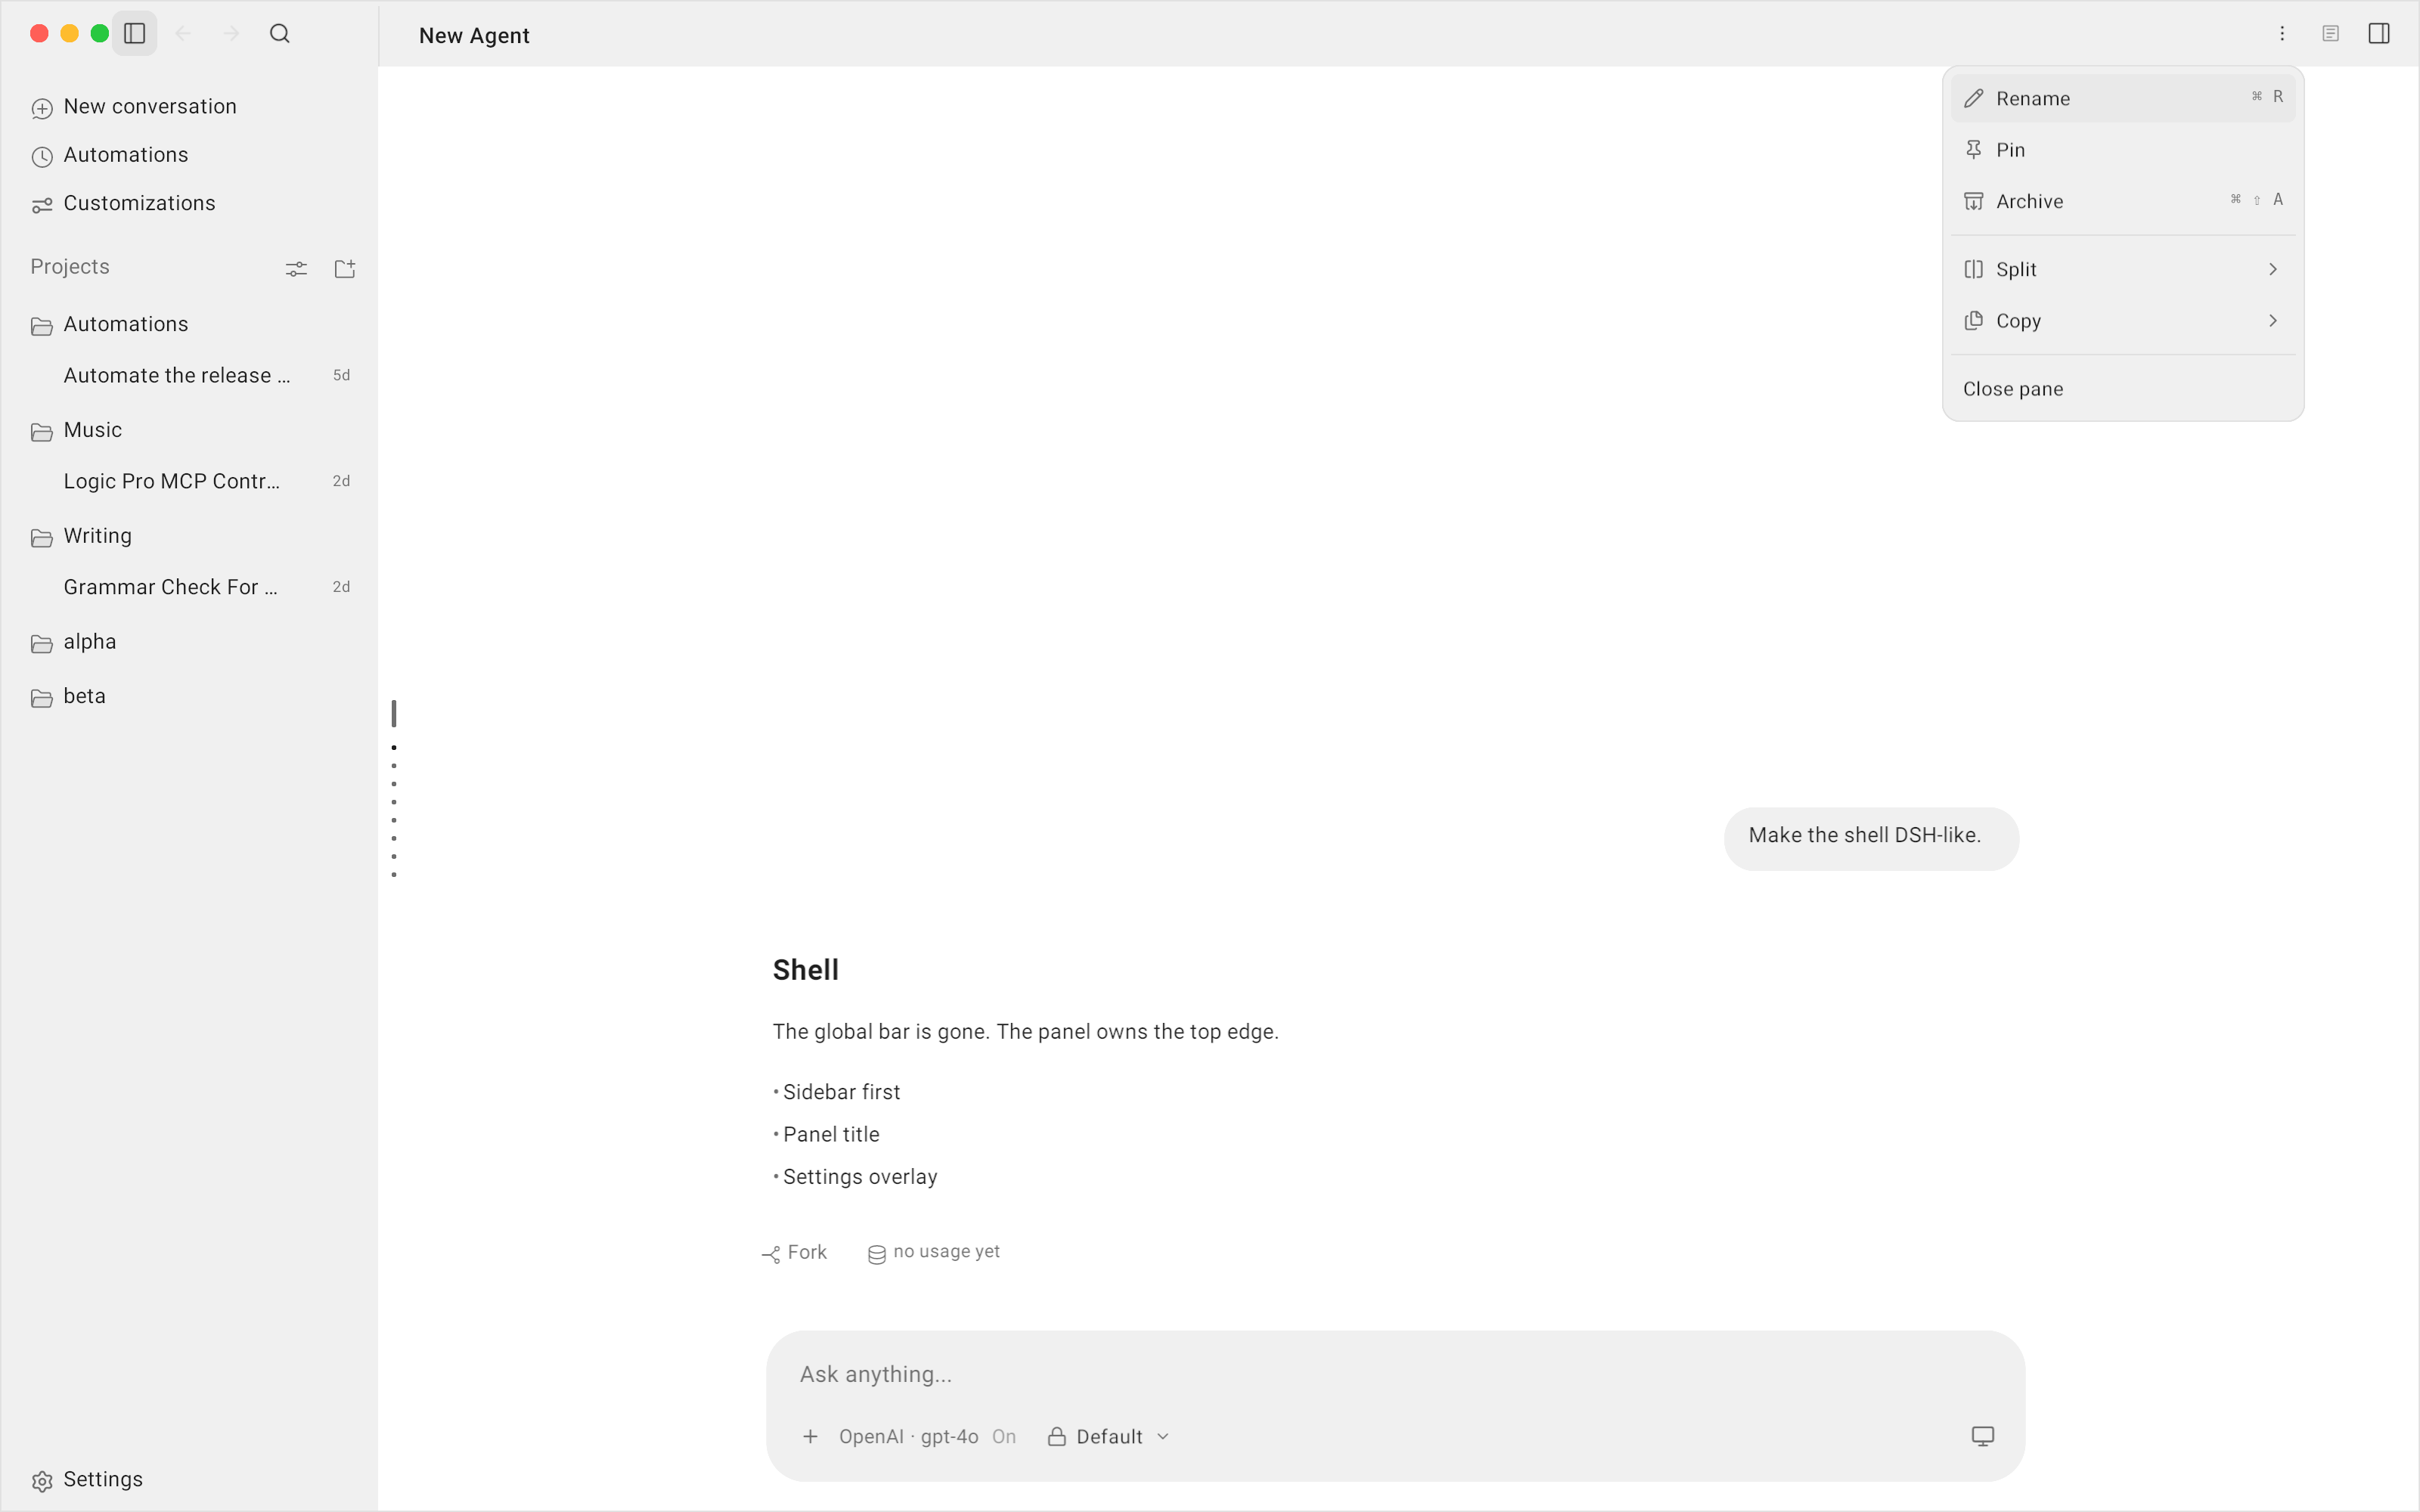 New Agent
New conversation
Automations
Customizations
Projects
Automations
Automate the release ... 5d
Music
Logic Pro MCP Contr... 2d
Writing
Grammar Check For ... 2d
alpha
beta
Settings
Rename ⌘ R
Pin
Archive ⌘ ⇧ A
Split
Copy
Close pane
Make the shell DSH-like.
Shell
The global bar is gone. The panel owns the top edge.
• Sidebar first
• Panel title
• Settings overlay
Fork no usage yet
Ask anything...
OpenAI · gpt-4o On Default